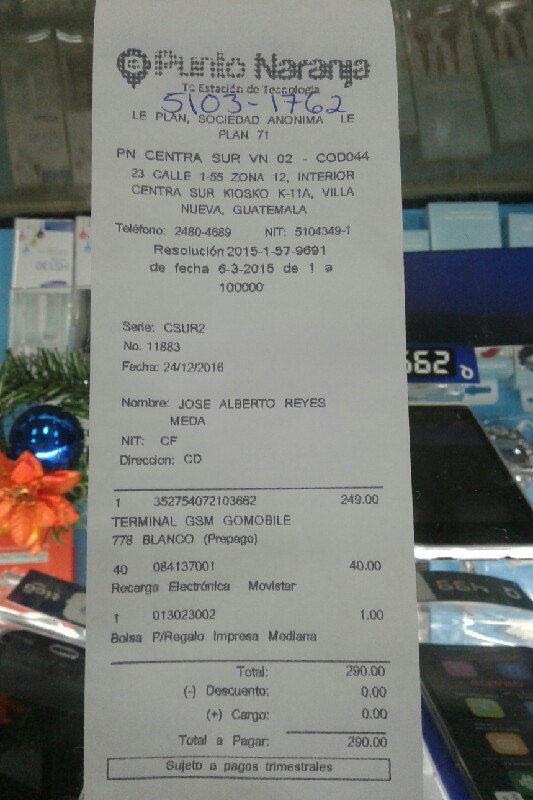 Punto Naranja
Tu Estación de Tecnología
5103-1762
LE PLAN, SOCIEDAD ANONIMA LE
PLAN 71
PN CENTRA SUR VN 02 - COD044
23 CALLE 1-55 ZONA 12, INTERIOR
CENTRA SUR KIOSKO K-11A, VILLA
NUEVA, GUATEMALA
Teléfono: 2480-4689 NIT: 5104349-1
Resolución 2015-1-57-9691
de fecha 6-3-2015 de 1 a
100000
Serie: CSUR2
No. 11883
Fecha: 24/12/2016
Nombre: JOSE ALBERTO REYES
MEDA
NIT: CF
Direccion: CD
1 352754072103662 249.00
TERMINAL GSM GOMOBILE
778 BLANCO (Prepago)
40 084137001 40.00
Recarga Electrónica Movistar
1 013023002 1.00
Bolsa P/Regalo Impresa Mediana
Total: 290.00
(-) Descuento: 0.00
(+) Cargo: 0.00
Total a Pagar: 290.00
Sujeto a pagos trimestrales